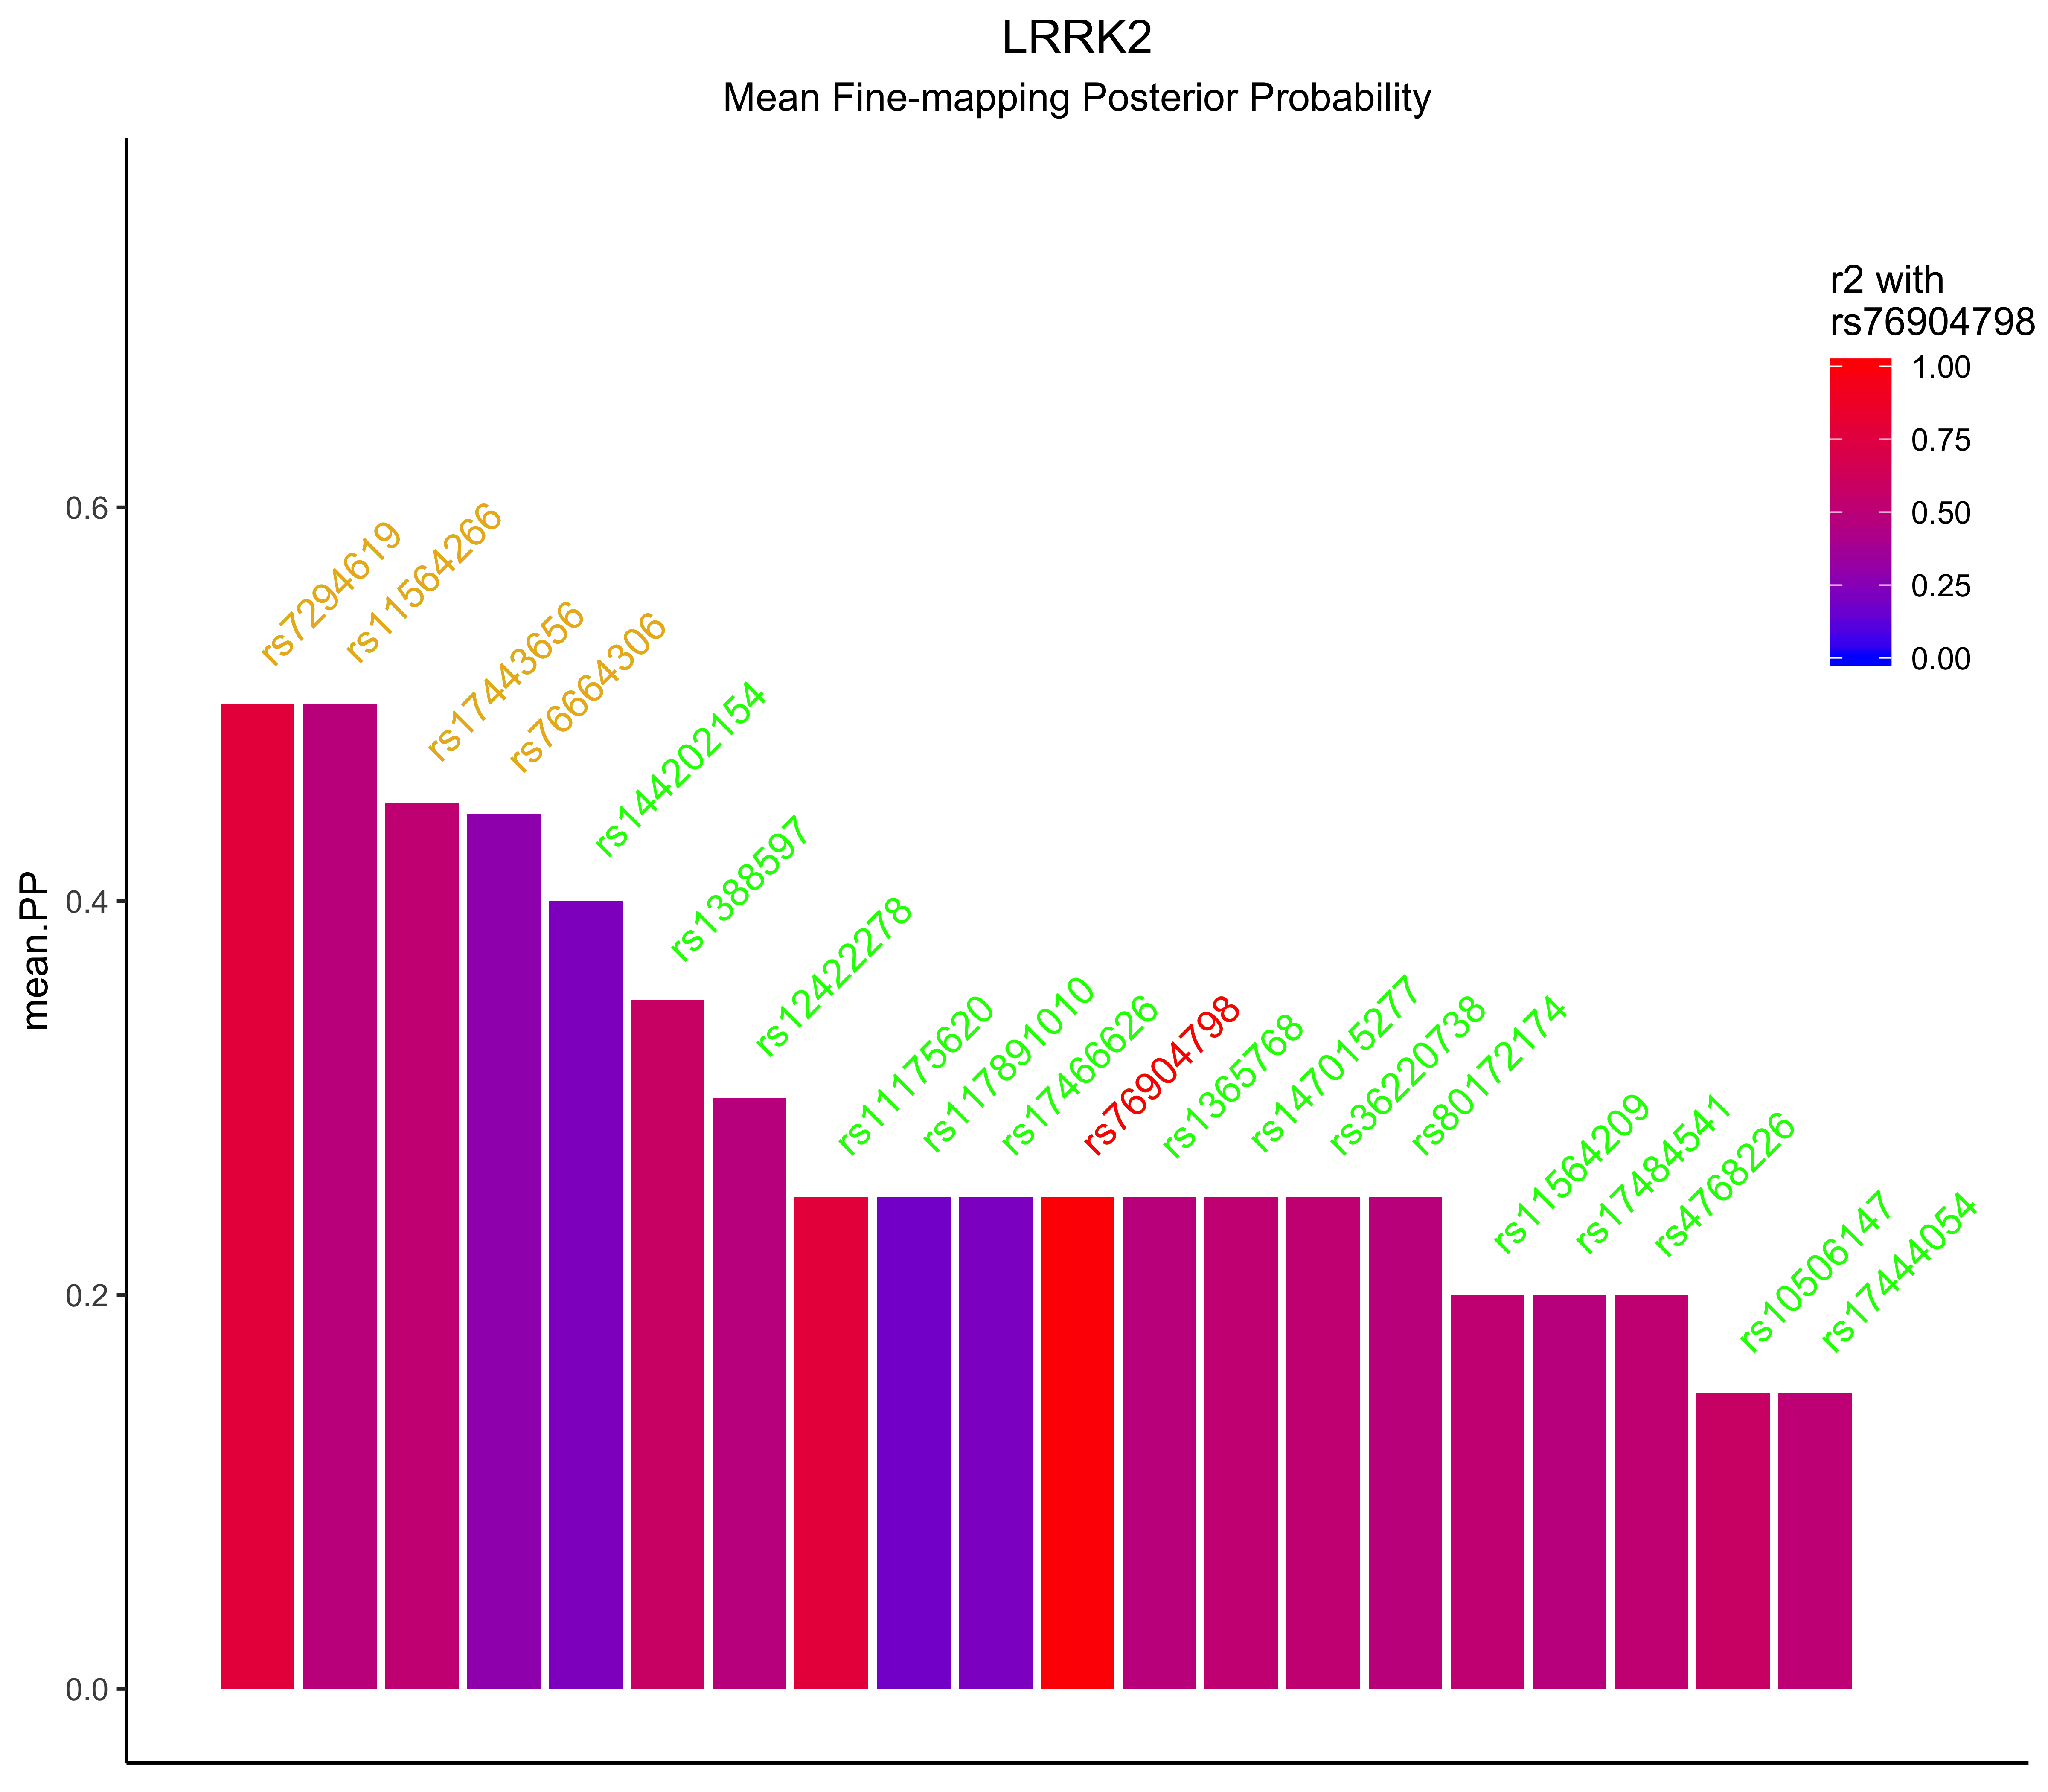 LRRK2
Mean Fine-mapping Posterior Probability
r2 with
rs76904798
1.00
0.75
0.50
0.25
0.00
mean.PP
0.6
0.4
0.2
0.0
rs7294619
rs11564266
rs17443656
rs76664306
rs144202154
rs1388597
rs12422278
rs11175620
rs117891010
rs17466626
rs76904798
rs1365768
rs147015277
rs36220738
rs80172174
rs11564209
rs17484541
rs4768226
rs10506147
rs17444054